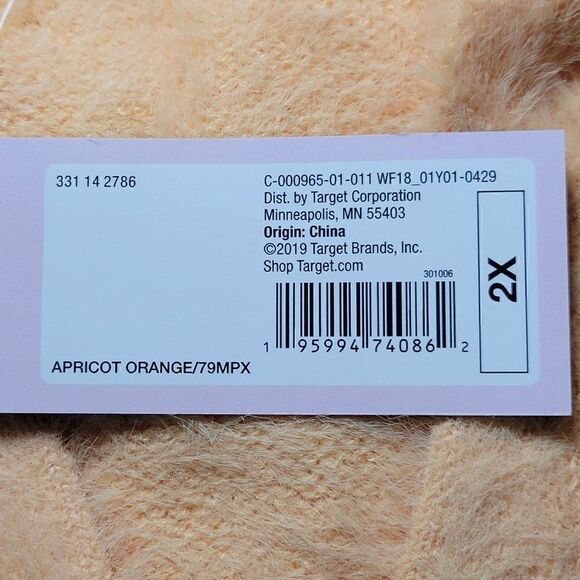 331 14 2786
C-000965-01-011 WF18_01Y01-0429
Dist. by Target Corporation
Minneapolis, MN 55403
Origin: China
©2019 Target Brands, Inc.
Shop Target.com
301006
1 95994 74086 2
2X
APRICOT ORANGE/79MPX